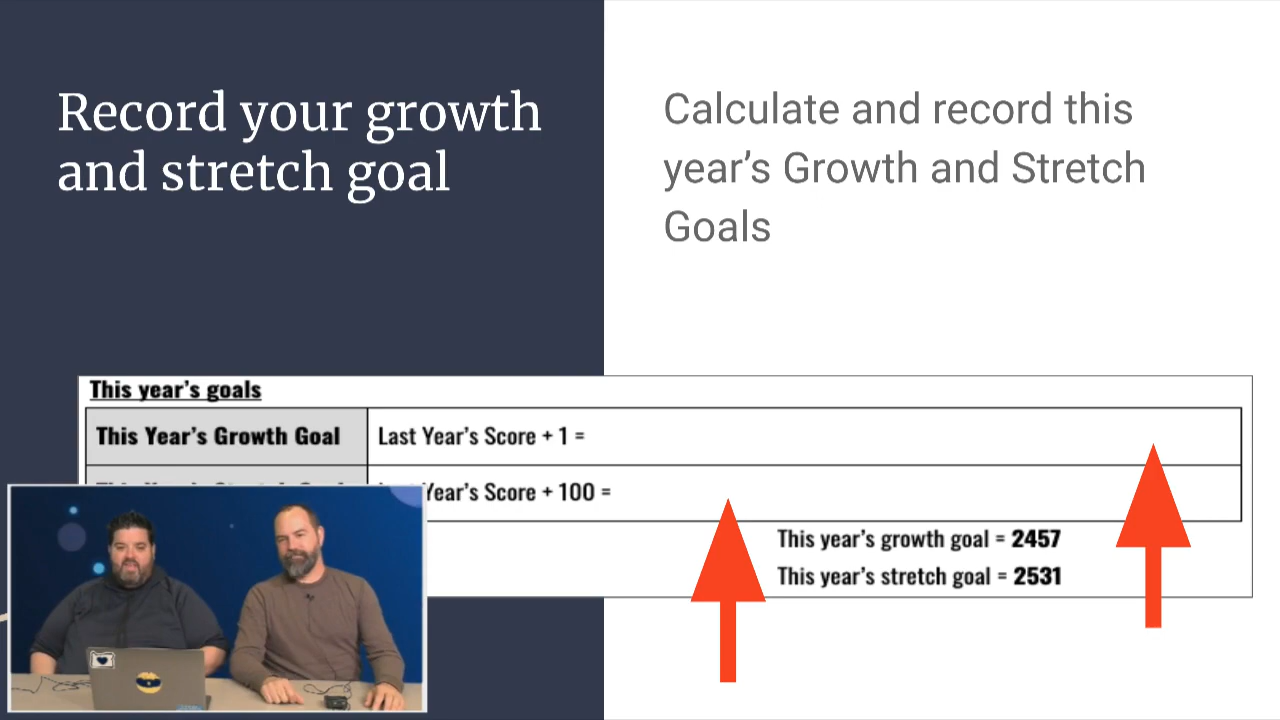 Record your growth
and stretch goal
Calculate and record this
year’s Growth and Stretch
Goals
This year’s goals
This Year’s Growth Goal
Last Year’s Score + 1 =
Year’s Score + 100 =
This year’s growth goal = 2457
This year’s stretch goal = 2531